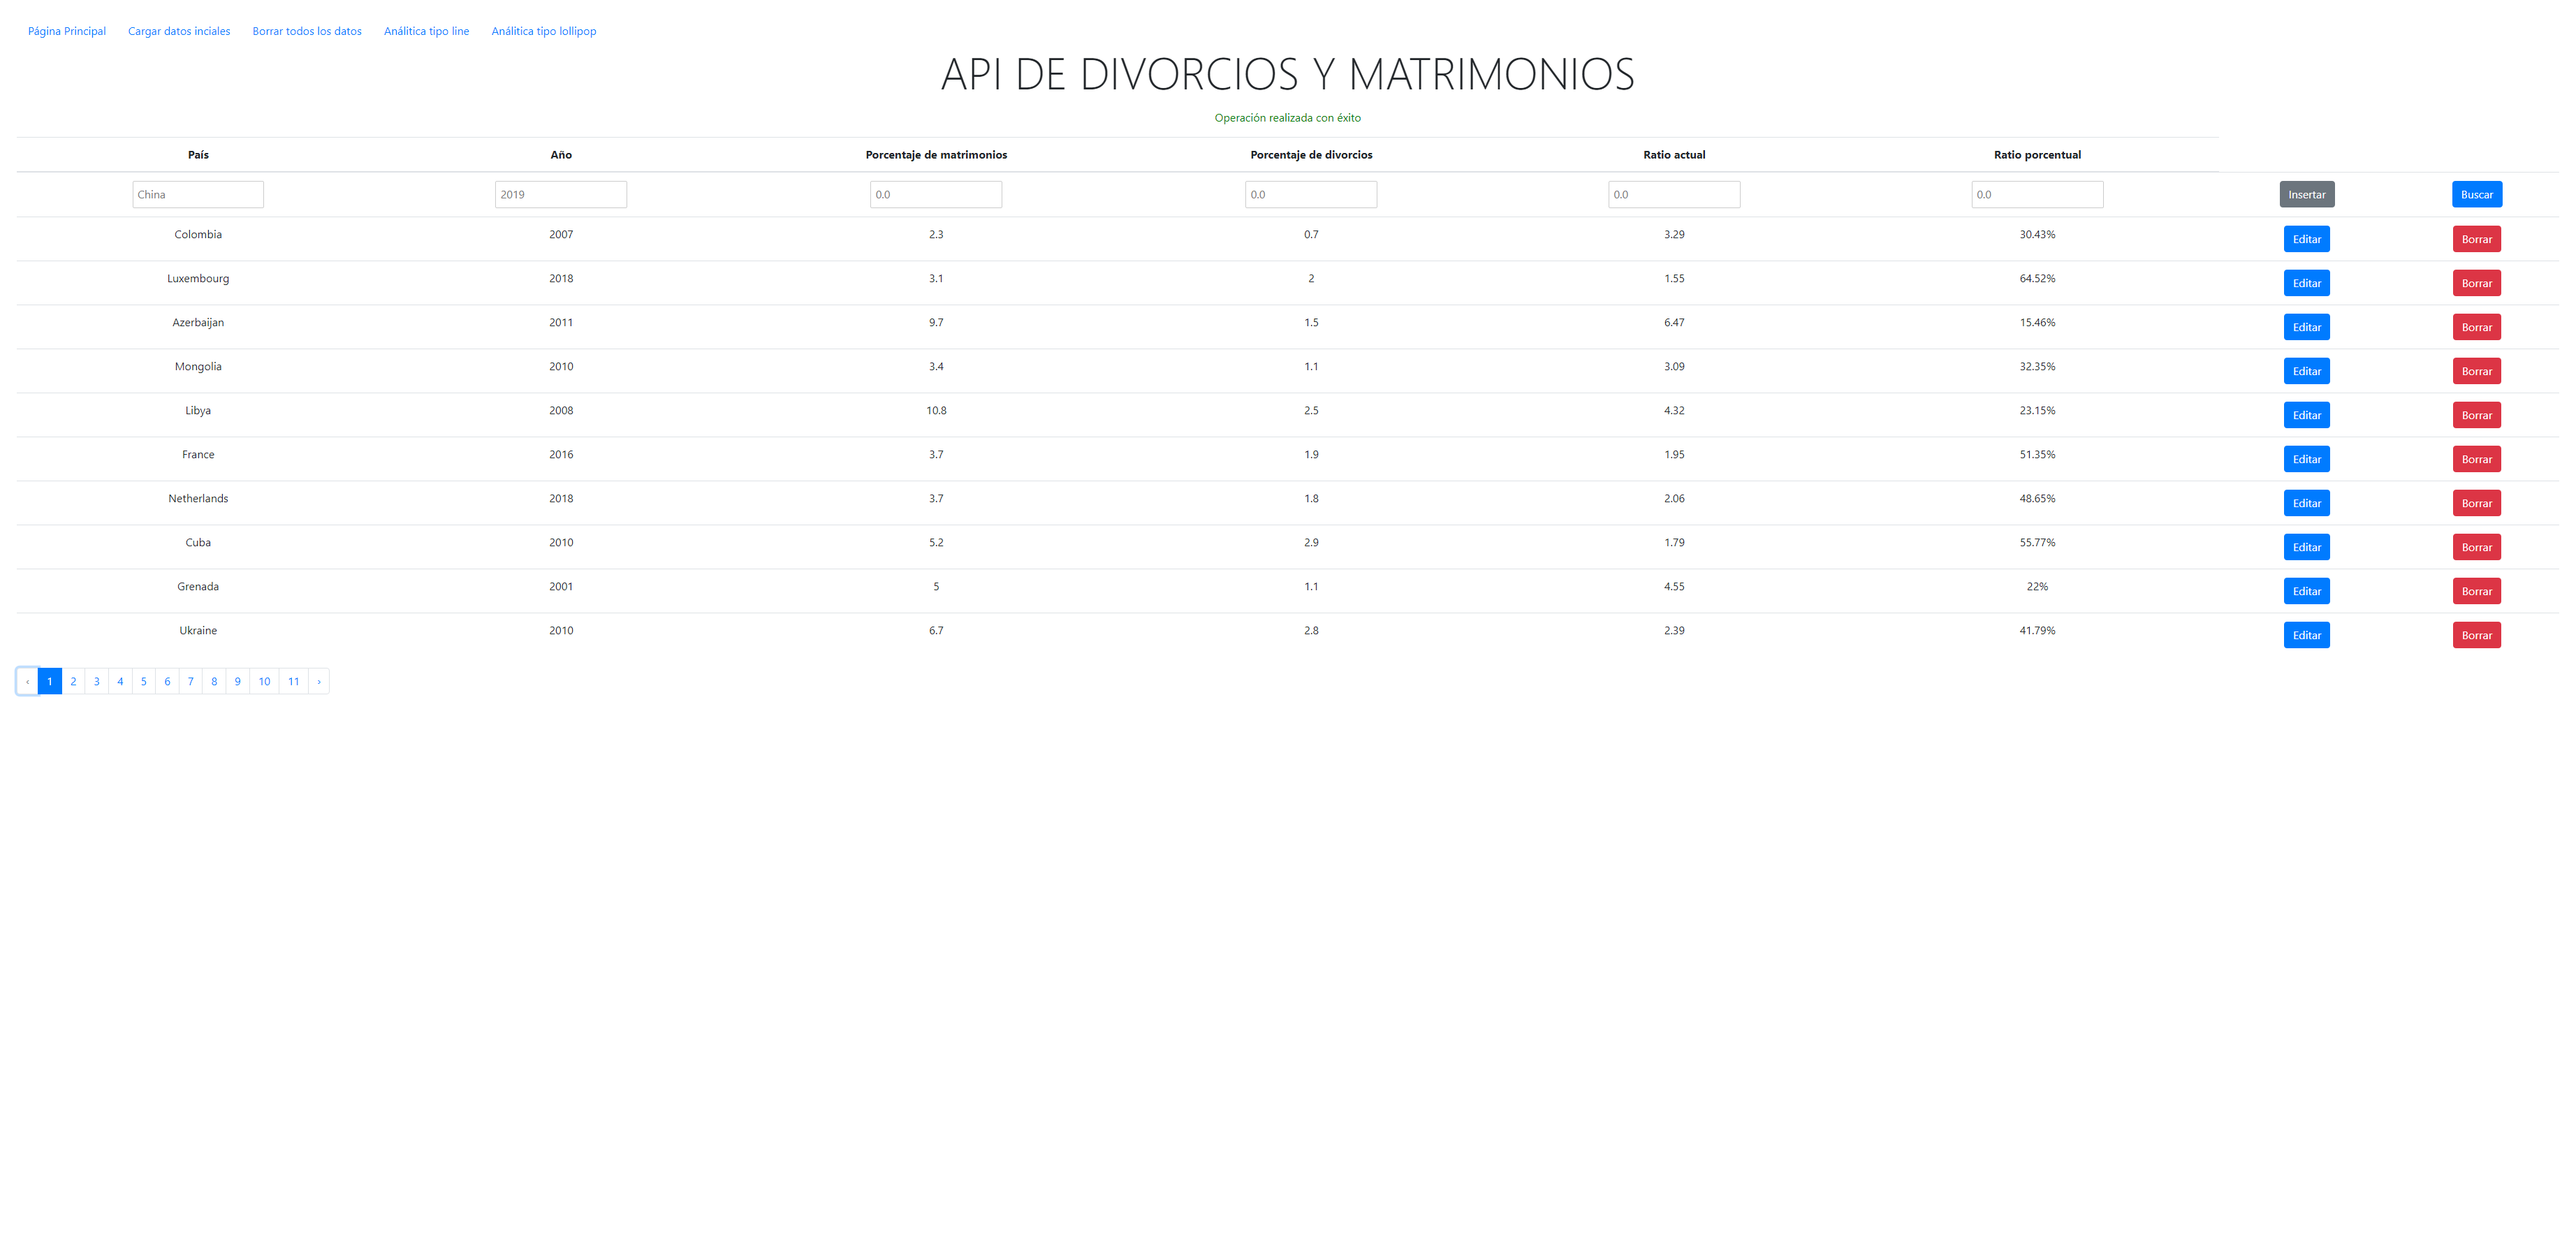 Página Principal Cargar datos inciales Borrar todos los datos Análitica tipo line Análitica tipo lollipop
API DE DIVORCIOS Y MATRIMONIOS
Operación realizada con éxito
País Año Porcentaje de matrimonios Porcentaje de divorcios Ratio actual Ratio porcentual
China 2019 0.0 0.0 0.0 0.0 Insertar Buscar
Colombia 2007 2.3 0.7 3.29 30.43% Editar Borrar
Luxembourg 2018 3.1 2 1.55 64.52% Editar Borrar
Azerbaijan 2011 9.7 1.5 6.47 15.46% Editar Borrar
Mongolia 2010 3.4 1.1 3.09 32.35% Editar Borrar
Libya 2008 10.8 2.5 4.32 23.15% Editar Borrar
France 2016 3.7 1.9 1.95 51.35% Editar Borrar
Netherlands 2018 3.7 1.8 2.06 48.65% Editar Borrar
Cuba 2010 5.2 2.9 1.79 55.77% Editar Borrar
Grenada 2001 5 1.1 4.55 22% Editar Borrar
Ukraine 2010 6.7 2.8 2.39 41.79% Editar Borrar
‹ 1 2 3 4 5 6 7 8 9 10 11 ›